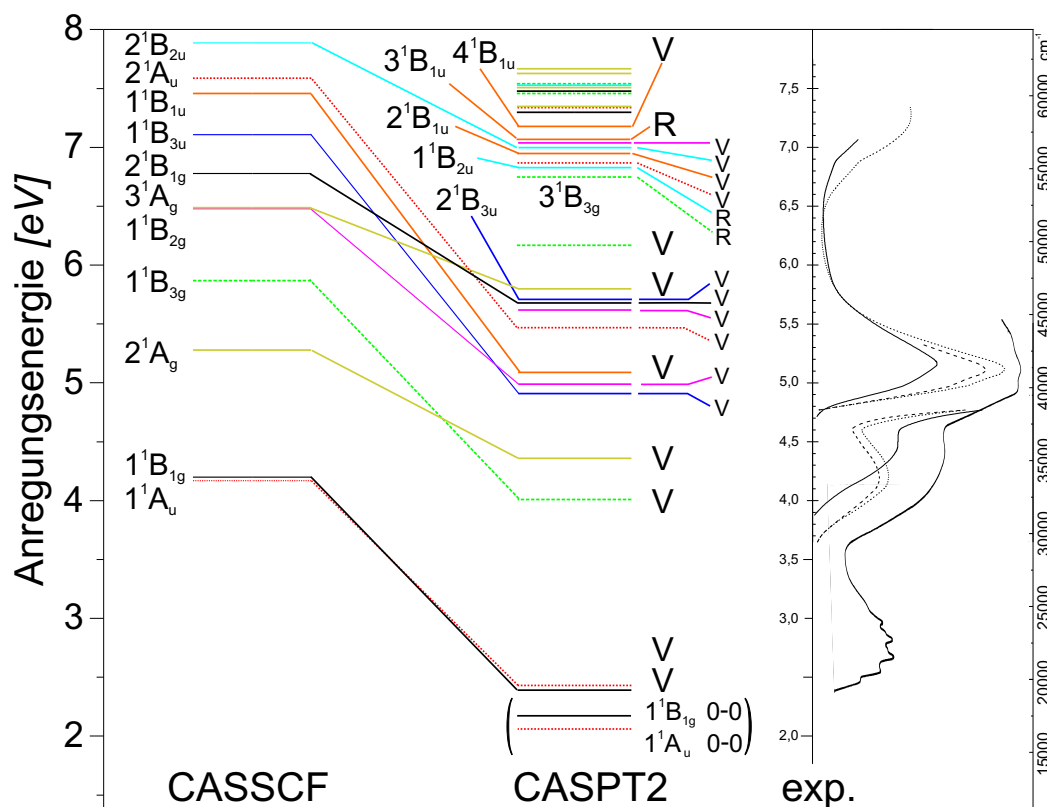 Anregungsenergie [eV]
8
7
6
5
4
3
2
2¹B₂ᵤ
2¹Aᵤ
1¹B₁ᵤ
1¹B₃ᵤ
2¹B₁g
3¹Ag
1¹B₂g
1¹B₃g
2¹Ag
1¹B₁g
1¹Aᵤ
3¹B₁ᵤ
4¹B₁ᵤ
V
2¹B₁ᵤ
R
1¹B₂ᵤ
2¹B₃ᵤ
3¹B₃g
V
V
V
V
R
R
V
V
V
V
V
V
V
V
V
V
V
V
V
(1¹B₁g 0-0
1¹Aᵤ 0-0)
CASSCF
CASPT2
exp.
7,5
7,0
6,5
6,0
5,5
5,0
4,5
4,0
3,5
3,0
2,0
cm⁻¹
60000
55000
50000
45000
40000
35000
30000
25000
20000
15000